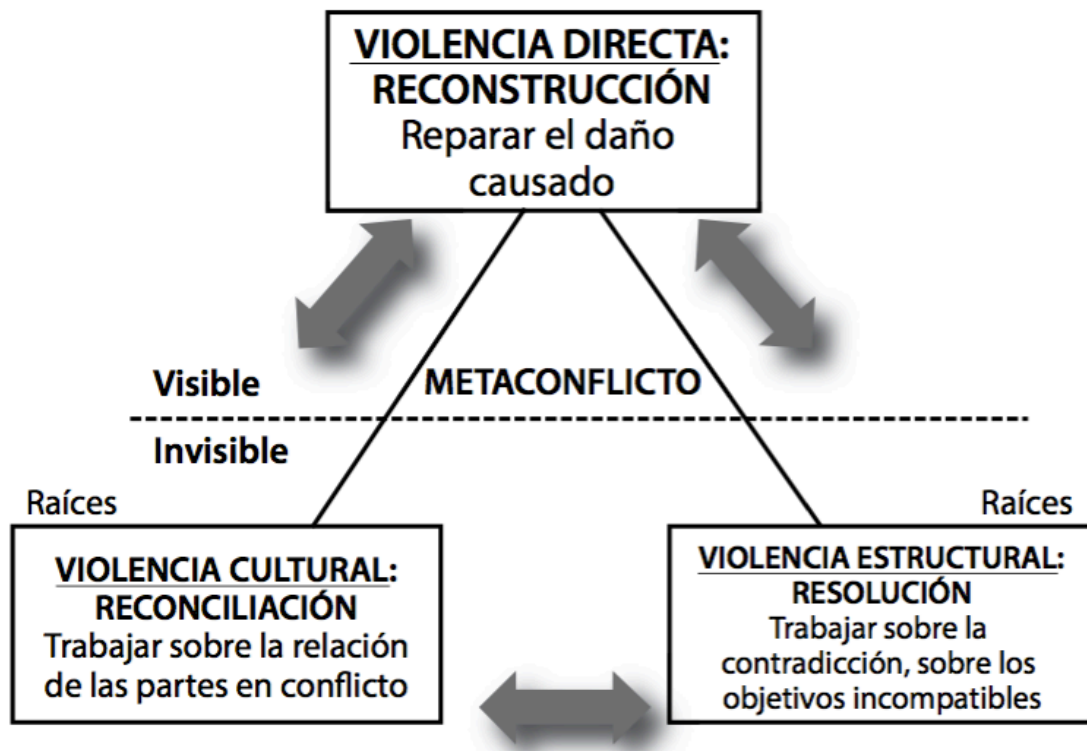 VIOLENCIA DIRECTA:
RECONSTRUCCIÓN
Reparar el daño
causado
Visible
METACONFLICTO
Invisible
Raíces
VIOLENCIA CULTURAL:
RECONCILIACIÓN
Trabajar sobre la relación
de las partes en conflicto
Raíces
VIOLENCIA ESTRUCTURAL:
RESOLUCIÓN
Trabajar sobre la
contradicción, sobre los
objetivos incompatibles